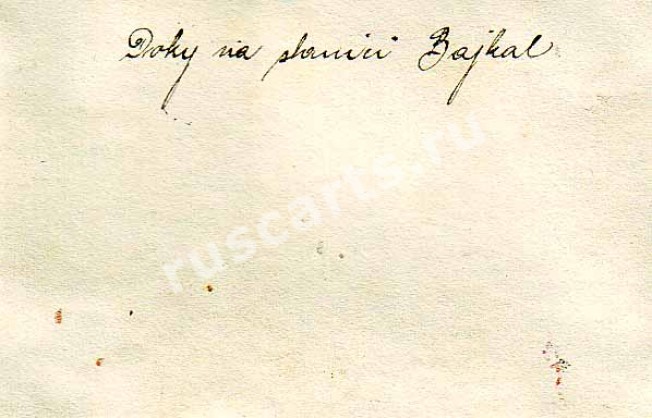 Doky na stanici Bajkal
ruscarts.ru